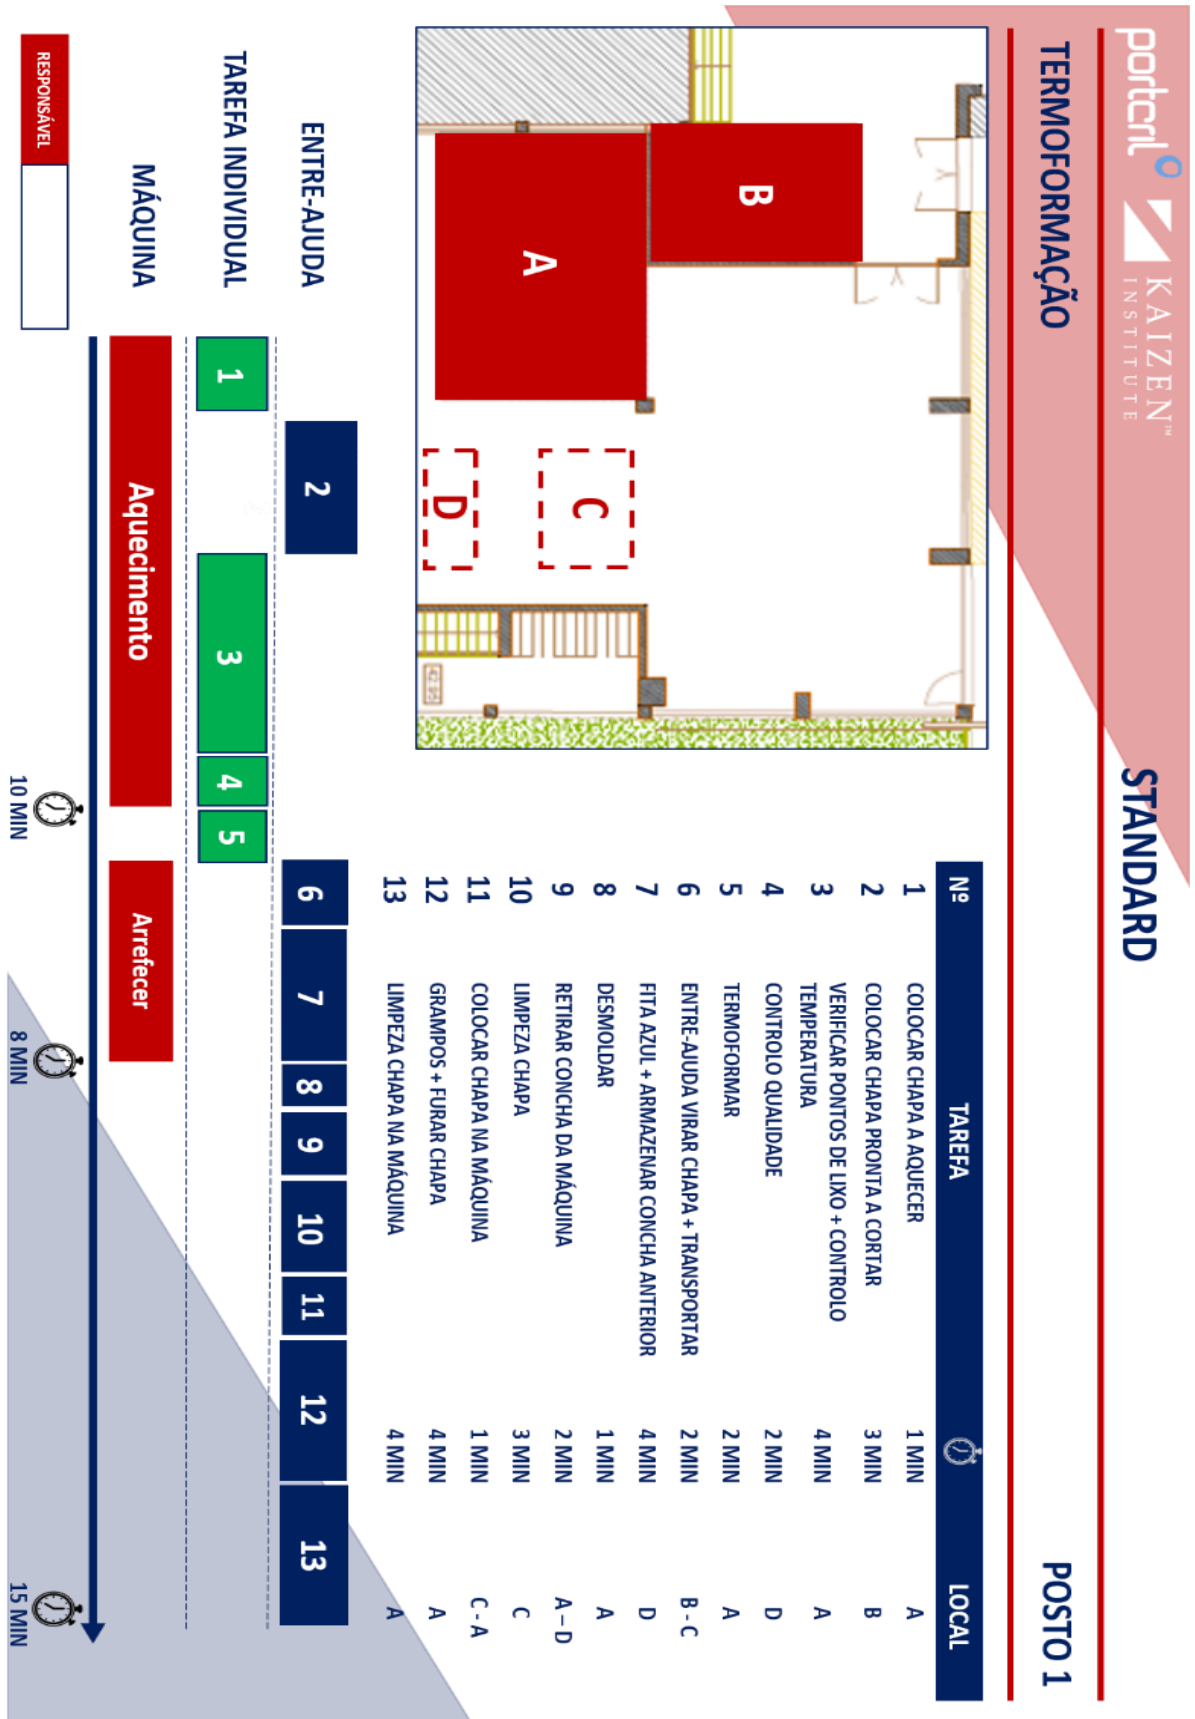 portcril
KAIZEN™
INSTITUTE
STANDARD
TERMOFORMAÇÃO
POSTO 1
B
A
C
D
Nº TAREFA LOCAL
1 COLOCAR CHAPA A AQUECER 1 MIN A
2 COLOCAR CHAPA PRONTA A CORTAR 3 MIN B
3 VERIFICAR PONTOS DE LIXO + CONTROLO
TEMPERATURA 4 MIN A
4 CONTROLO QUALIDADE 2 MIN D
5 TERMOFORMAR 2 MIN A
6 ENTRE-AJUDA VIRAR CHAPA + TRANSPORTAR 2 MIN B - C
7 FITA AZUL + ARMAZENAR CONCHA ANTERIOR 4 MIN D
8 DESMOLDAR 1 MIN A
9 RETIRAR CONCHA DA MÁQUINA 2 MIN A – D
10 LIMPEZA CHAPA 3 MIN C
11 COLOCAR CHAPA NA MÁQUINA 1 MIN C - A
12 GRAMPOS + FURAR CHAPA 4 MIN A
13 LIMPEZA CHAPA NA MÁQUINA 4 MIN A
ENTRE-AJUDA 2 6 7 8 9 10 11 12 13
TAREFA INDIVIDUAL 1 3 4 5
MÁQUINA Aquecimento Arrefecer
10 MIN 8 MIN 15 MIN
RESPONSÁVEL